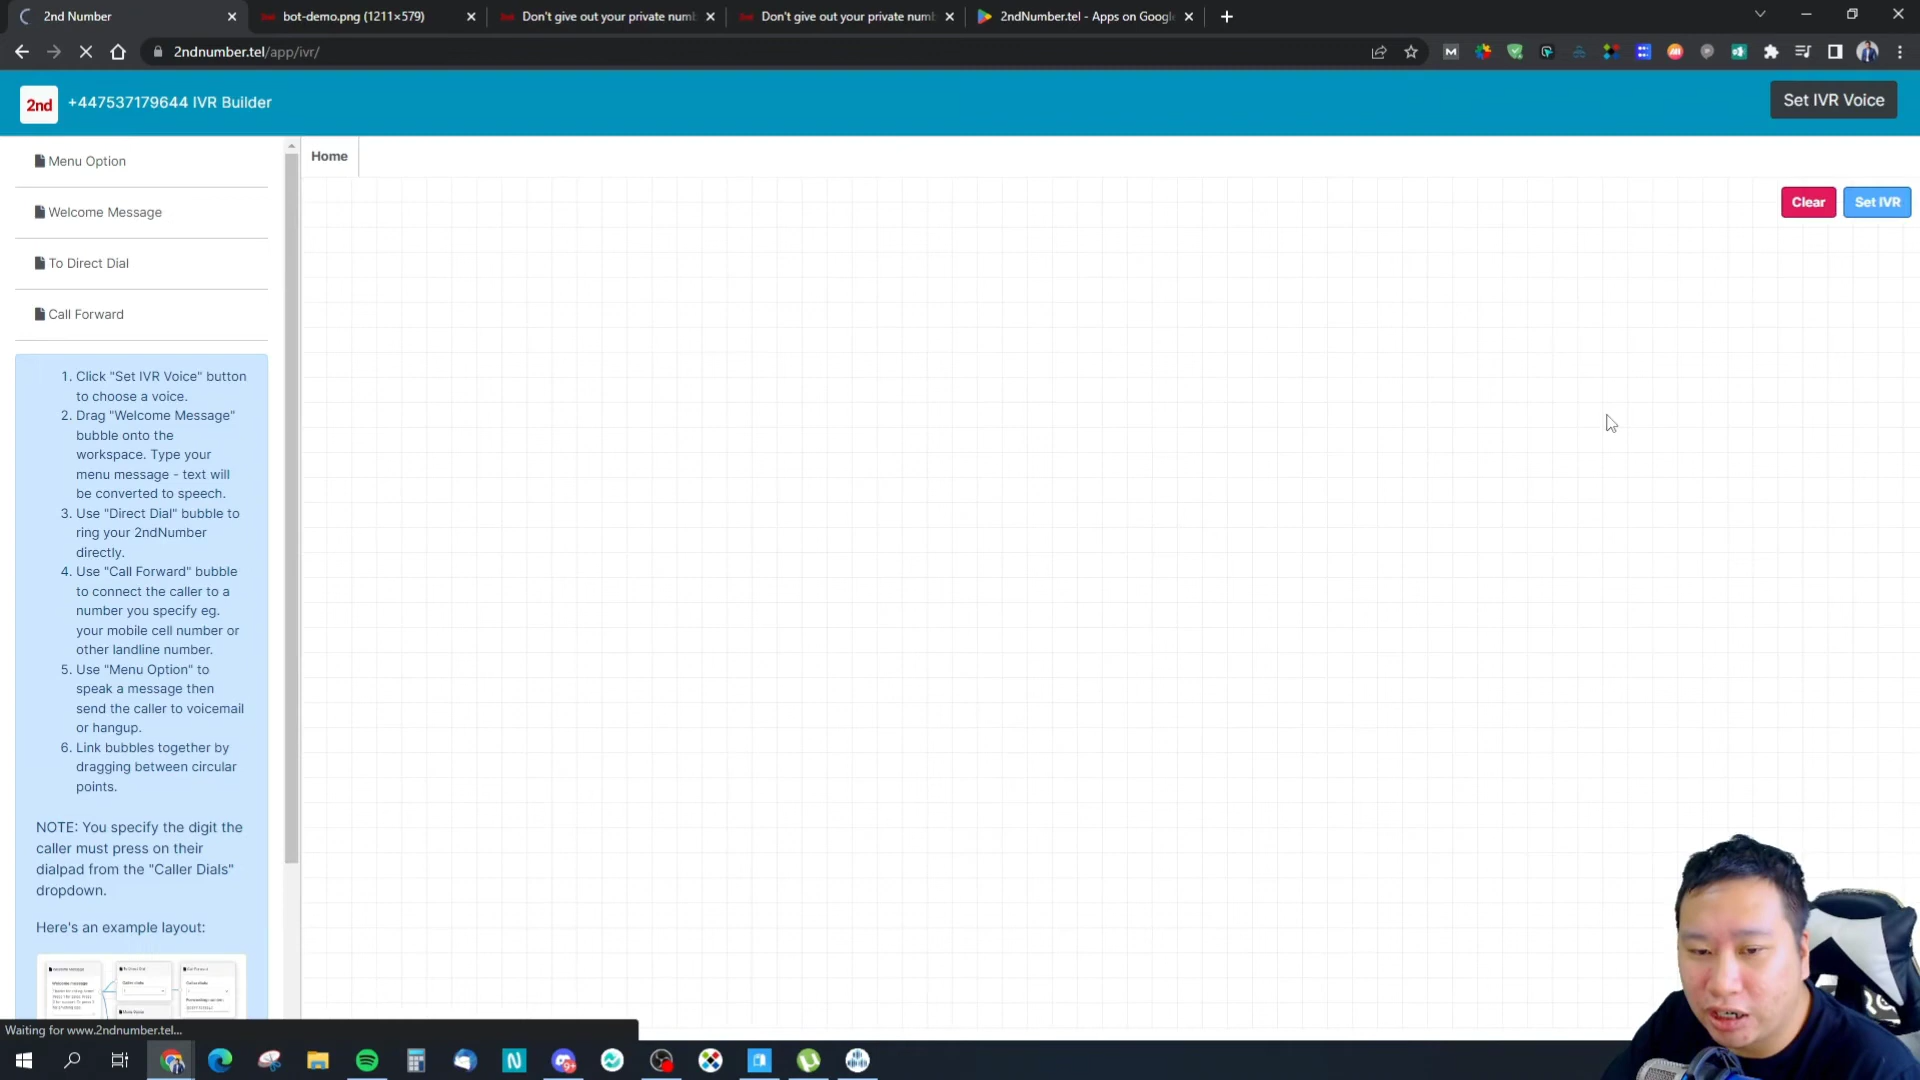 2nd Number
bot-demo.png (1211×579)
Don't give out your private numb
Don't give out your private numb
2ndNumber.tel - Apps on Google
2ndnumber.tel/app/ivr/
2nd
+447537179644 IVR Builder
Set IVR Voice
Menu Option
Home
Clear
Set IVR
Welcome Message
To Direct Dial
Call Forward
1. Click "Set IVR Voice" button
to choose a voice.
2. Drag "Welcome Message"
bubble onto the
workspace. Type your
menu message - text will
be converted to speech.
3. Use "Direct Dial" bubble to
ring your 2ndNumber
directly.
4. Use "Call Forward" bubble
to connect the caller to a
number you specify eg.
your mobile cell number or
other landline number.
5. Use "Menu Option" to
speak a message then
send the caller to voicemail
or hangup.
6. Link bubbles together by
dragging between circular
points.
NOTE: You specify the digit the
caller must press on their
dialpad from the "Caller Dials"
dropdown.
Here's an example layout:
Waiting for www.2ndnumber.tel...